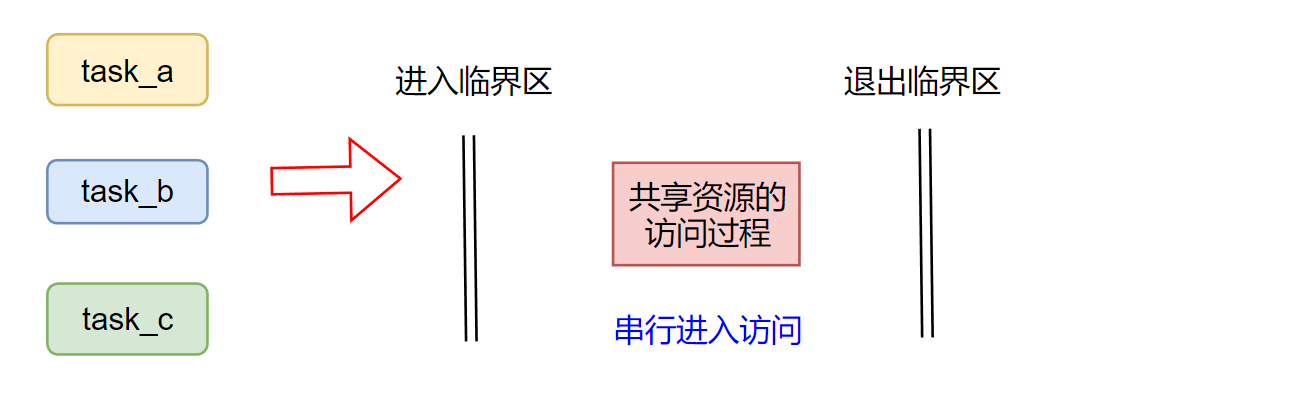 task_a
进入临界区
退出临界区
task_b
共享资源的
访问过程
task_c
串行进入访问